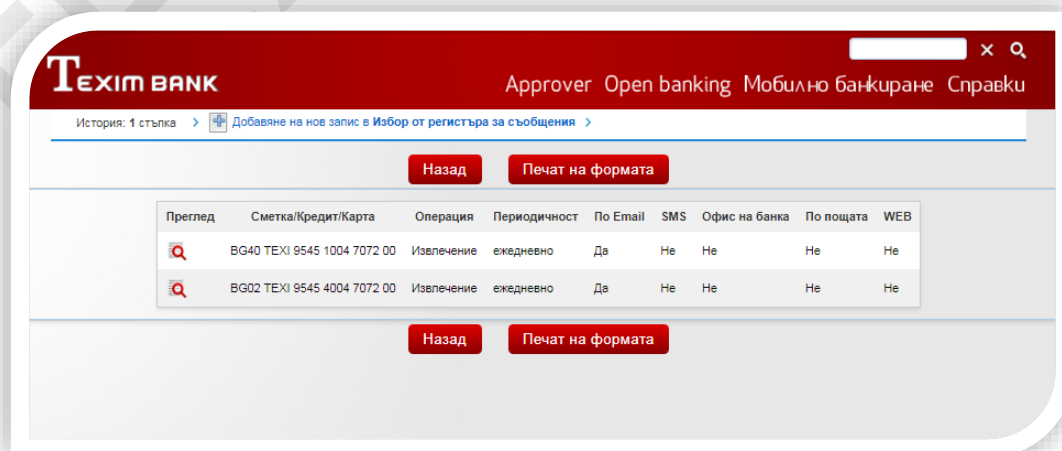 TEXIM BANK
Approver Open banking Мобилно банкиране Справки
История: 1 стъпка > Добавяне на нов запис в Избор от регистъра за съобщения >
Назад Печат на формата
Преглед Сметка/Кредит/Карта Операция Периодичност По Email SMS Офис на банка По пощата WEB
BG40 TEXI 9545 1004 7072 00 Извлечение ежедневно Да Не Не Не Не
BG02 TEXI 9545 4004 7072 00 Извлечение ежедневно Да Не Не Не Не
Назад Печат на формата